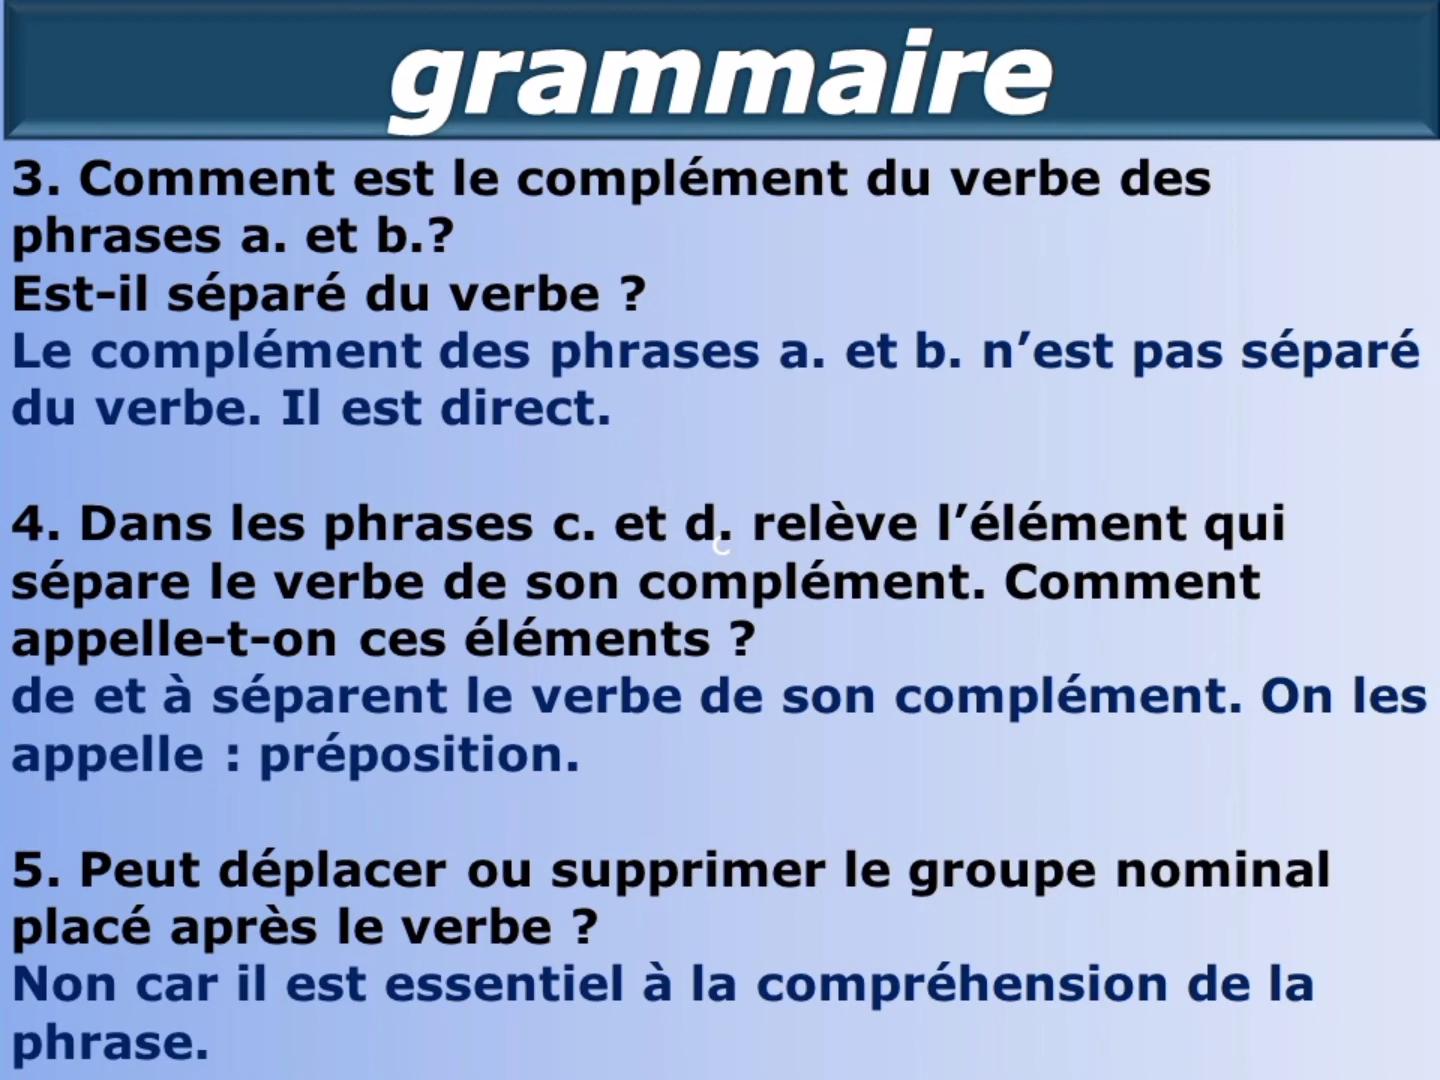 grammaire
3. Comment est le complément du verbe des
phrases a. et b.?
Est-il séparé du verbe ?
Le complément des phrases a. et b. n’est pas séparé
du verbe. Il est direct.
4. Dans les phrases c. et d. relève l’élément qui
c
sépare le verbe de son complément. Comment
appelle-t-on ces éléments ?
de et à séparent le verbe de son complément. On les
appelle : préposition.
5. Peut déplacer ou supprimer le groupe nominal
placé après le verbe ?
Non car il est essentiel à la compréhension de la
phrase.